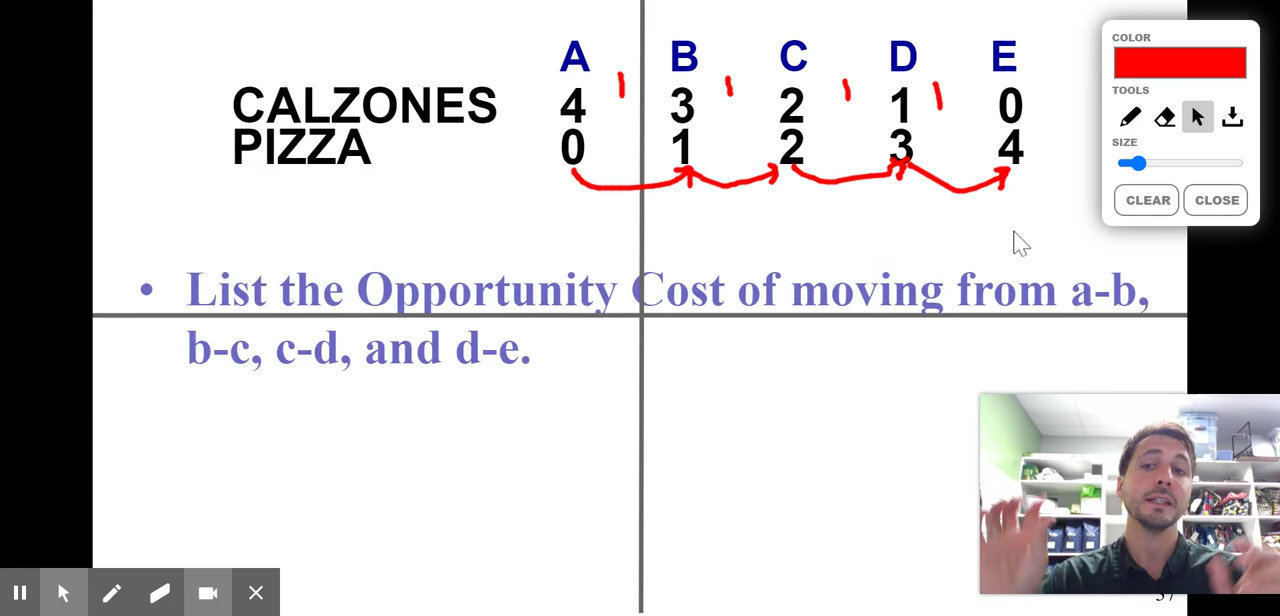 A B C D E
CALZONES 4 3 2 1 0
PIZZA 0 1 2 3 4
• List the Opportunity Cost of moving from a-b,
b-c, c-d, and d-e.
COLOR
TOOLS
SIZE
CLEAR CLOSE
37